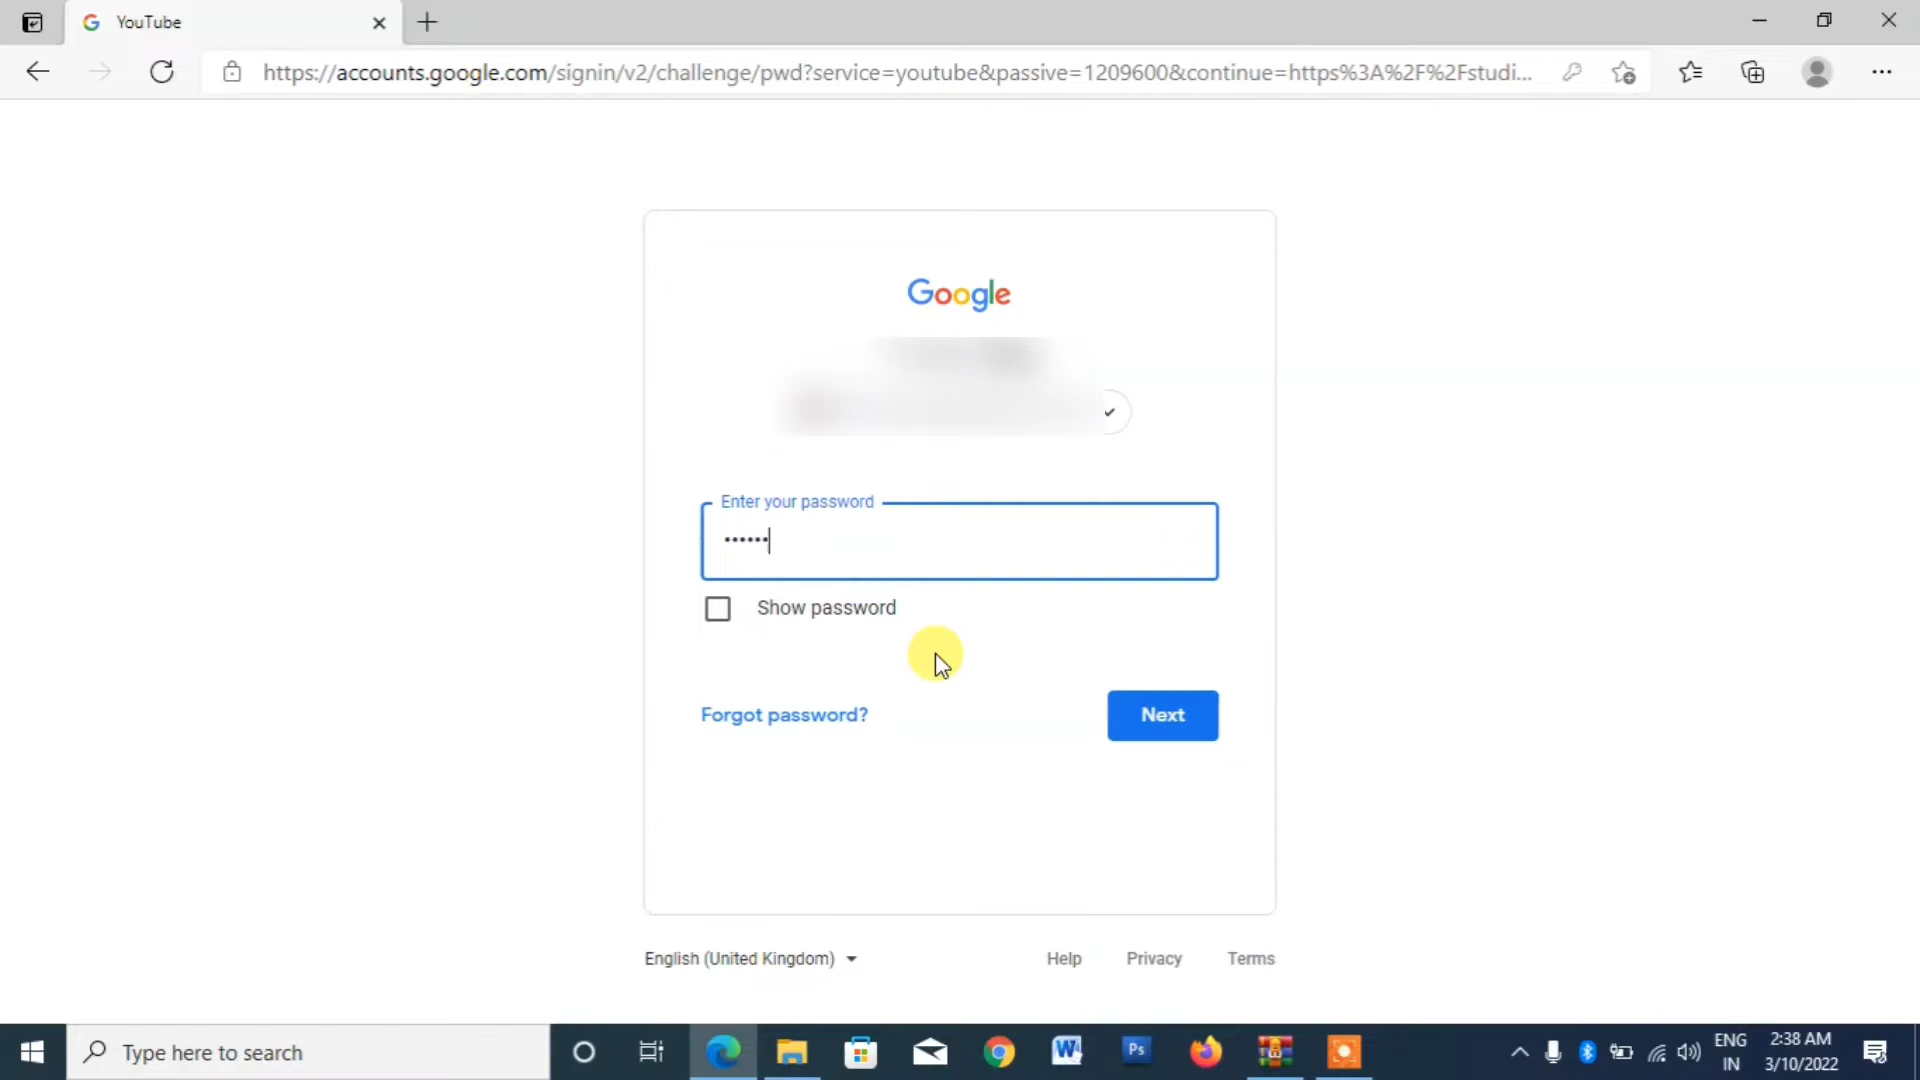 YouTube
https://accounts.google.com/signin/v2/challenge/pwd?service=youtube&passive=1209600&continue=https%3A%2F%2Fstudi...
Google
Enter your password
••••••
Show password
Forgot password?
Next
English (United Kingdom)
Help
Privacy
Terms
Type here to search
W
Ps
ENG
IN
2:38 AM
3/10/2022